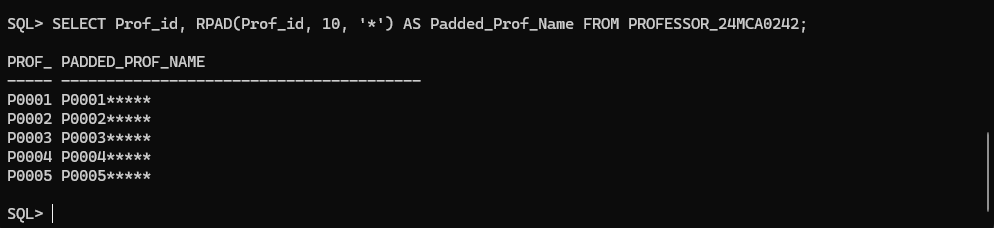 SQL> SELECT Prof_id, RPAD(Prof_id, 10, '*') AS Padded_Prof_Name FROM PROFESSOR_24MCA0242;
PROF_ PADDED_PROF_NAME
----- ----------------------------------------
P0001 P0001*****
P0002 P0002*****
P0003 P0003*****
P0004 P0004*****
P0005 P0005*****
SQL>